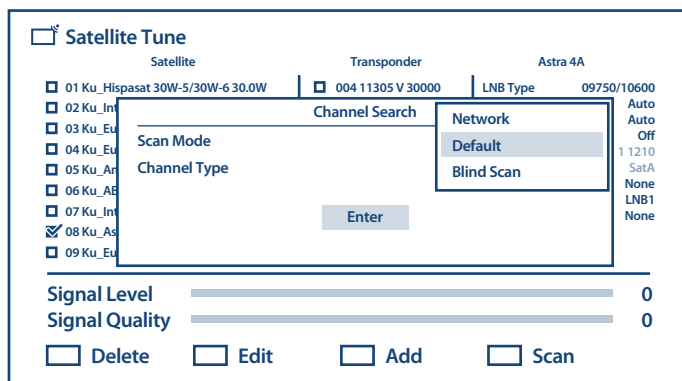 Satellite Tune
Satellite Transponder Astra 4A
01 Ku_Hispasat 30W-5/30W-6 30.0W 004 11305 V 30000 LNB Type 09750/10600
02 Ku_Int Auto
03 Ku_Eu Auto
04 Ku_Eu Off
05 Ku_Am 1 1210
06 Ku_AB SatA
07 Ku_Int None
08 Ku_As LNB1
09 Ku_Eu None
Channel Search
Scan Mode
Channel Type
Network
Default
Blind Scan
Enter
Signal Level 0
Signal Quality 0
Delete Edit Add Scan